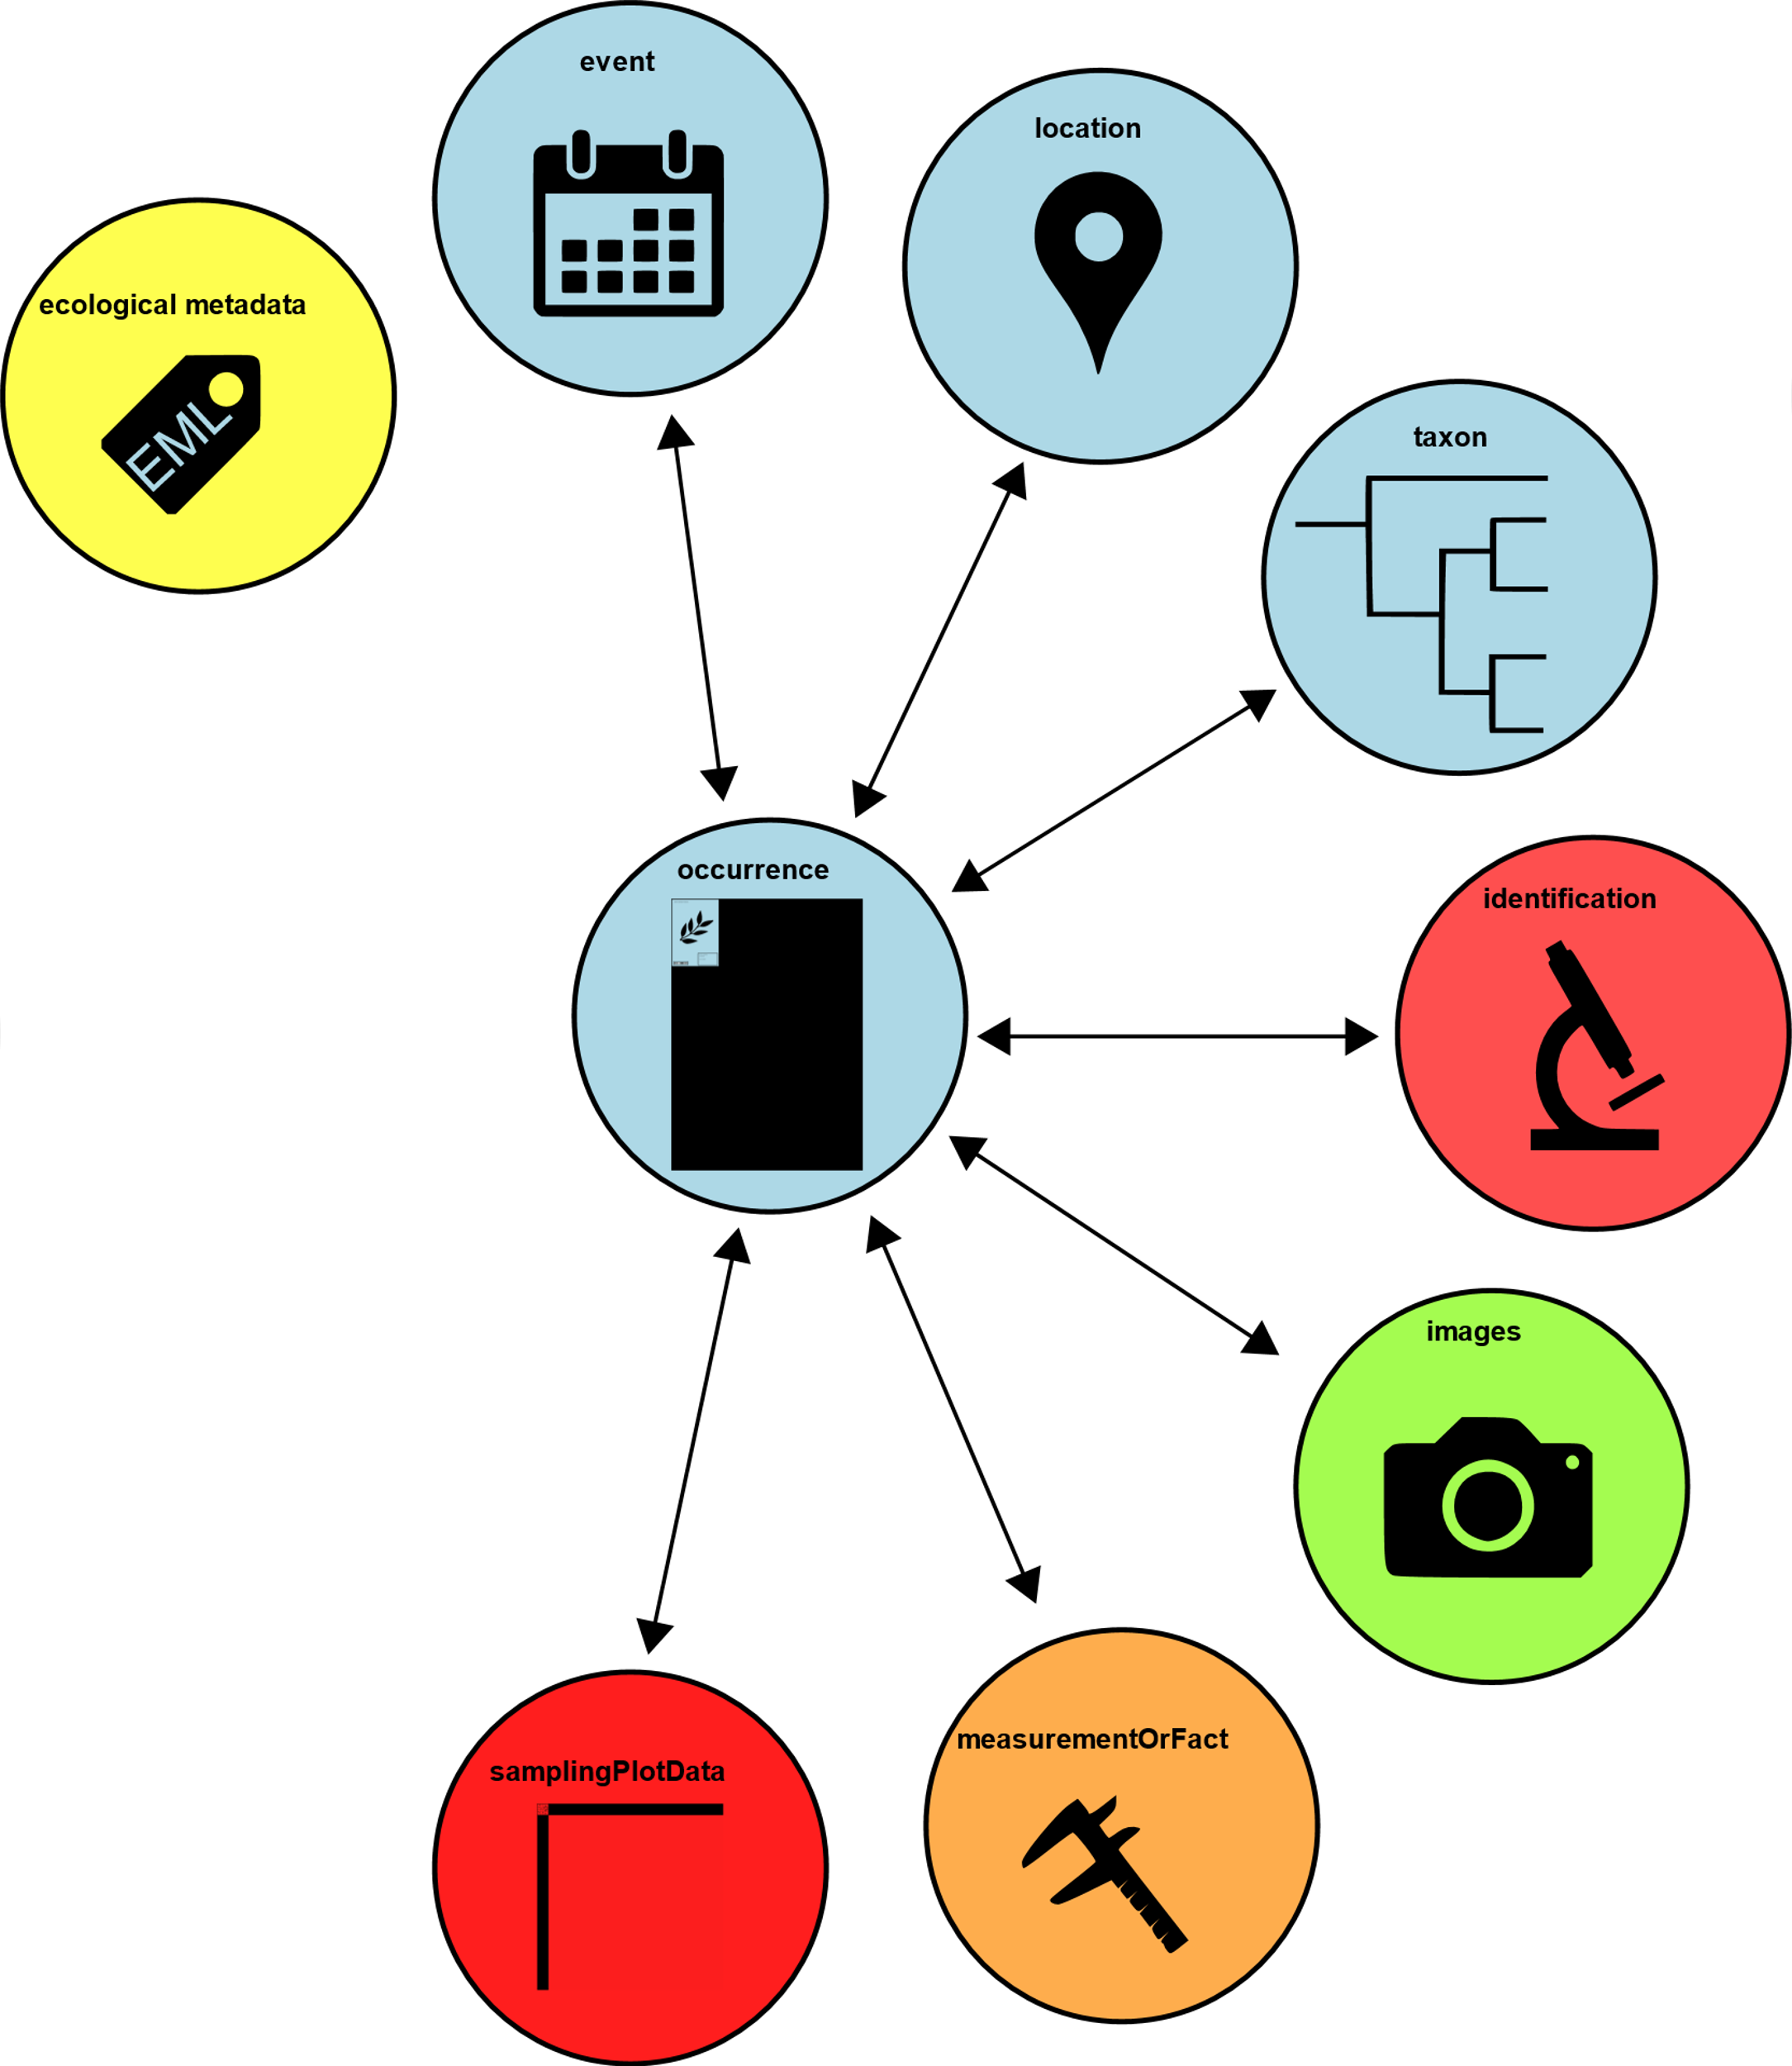 event
location
ecological metadata
EML
taxon
occurrence
identification
images
measurementOrFact
samplingPlotData